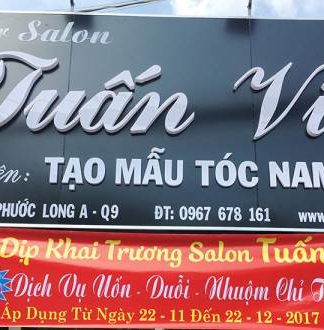 Salon
Tuấn Vi
TẠO MẪU TÓC NAM
PHƯỚC LONG A - Q9 ĐT: 0967 678 161
Dịp Khai Trương Salon Tuấn
Dịch Vụ Uốn - Duỗi - Nhuộm Chỉ T
Áp Dụng Từ Ngày 22 - 11 Đến 22 - 12 - 2017